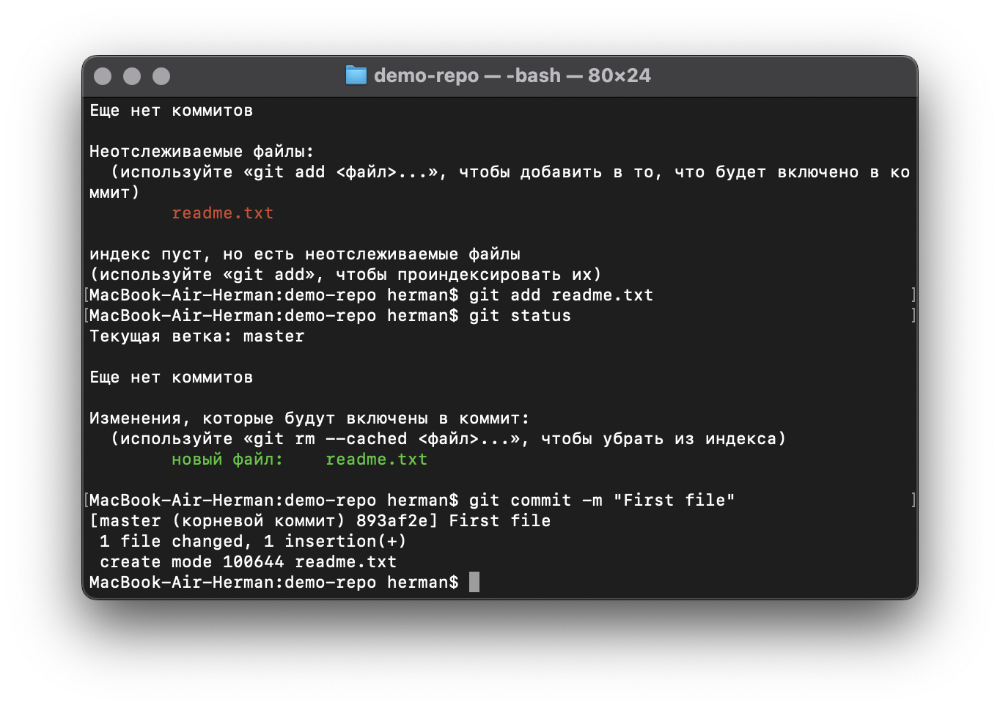 demo-repo — -bash — 80×24
Еще нет коммитов
Неотслеживаемые файлы:
  (используйте «git add <файл>...», чтобы добавить в то, что будет включено в ко
ммит)
        readme.txt
индекс пуст, но есть неотслеживаемые файлы
(используйте «git add», чтобы проиндексировать их)
[MacBook-Air-Herman:demo-repo herman$ git add readme.txt ]
[MacBook-Air-Herman:demo-repo herman$ git status ]
Текущая ветка: master
Еще нет коммитов
Изменения, которые будут включены в коммит:
  (используйте «git rm --cached <файл>...», чтобы убрать из индекса)
        новый файл:    readme.txt
[MacBook-Air-Herman:demo-repo herman$ git commit -m "First file" ]
[master (корневой коммит) 893af2e] First file
 1 file changed, 1 insertion(+)
 create mode 100644 readme.txt
MacBook-Air-Herman:demo-repo herman$